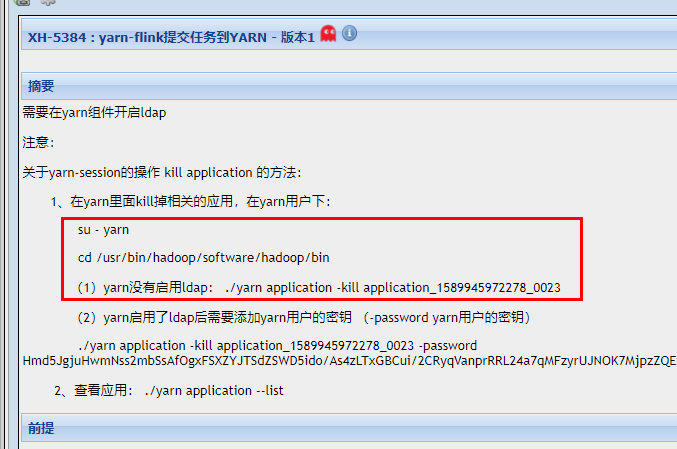 XH-5384 : yarn-flink提交任务到YARN - 版本1
摘要
需要在yarn组件开启ldap
注意：
关于yarn-session的操作 kill application 的方法：
1、在yarn里面kill掉相关的应用，在yarn用户下：
su - yarn
cd /usr/bin/hadoop/software/hadoop/bin
（1）yarn没有启用ldap： ./yarn application -kill application_1589945972278_0023
（2）yarn启用了ldap后需要添加yarn用户的密钥 （-password yarn用户的密钥）
./yarn application -kill application_1589945972278_0023 -password
Hmd5JgjuHwmNss2mbSsAfOgxFSXZYJTSdZSWD5ido/As4zLTxGBCui/2CRyqVanprRRL24a7qMFzyrUJNOK7MjpzZQE
2、查看应用： ./yarn application --list
前提